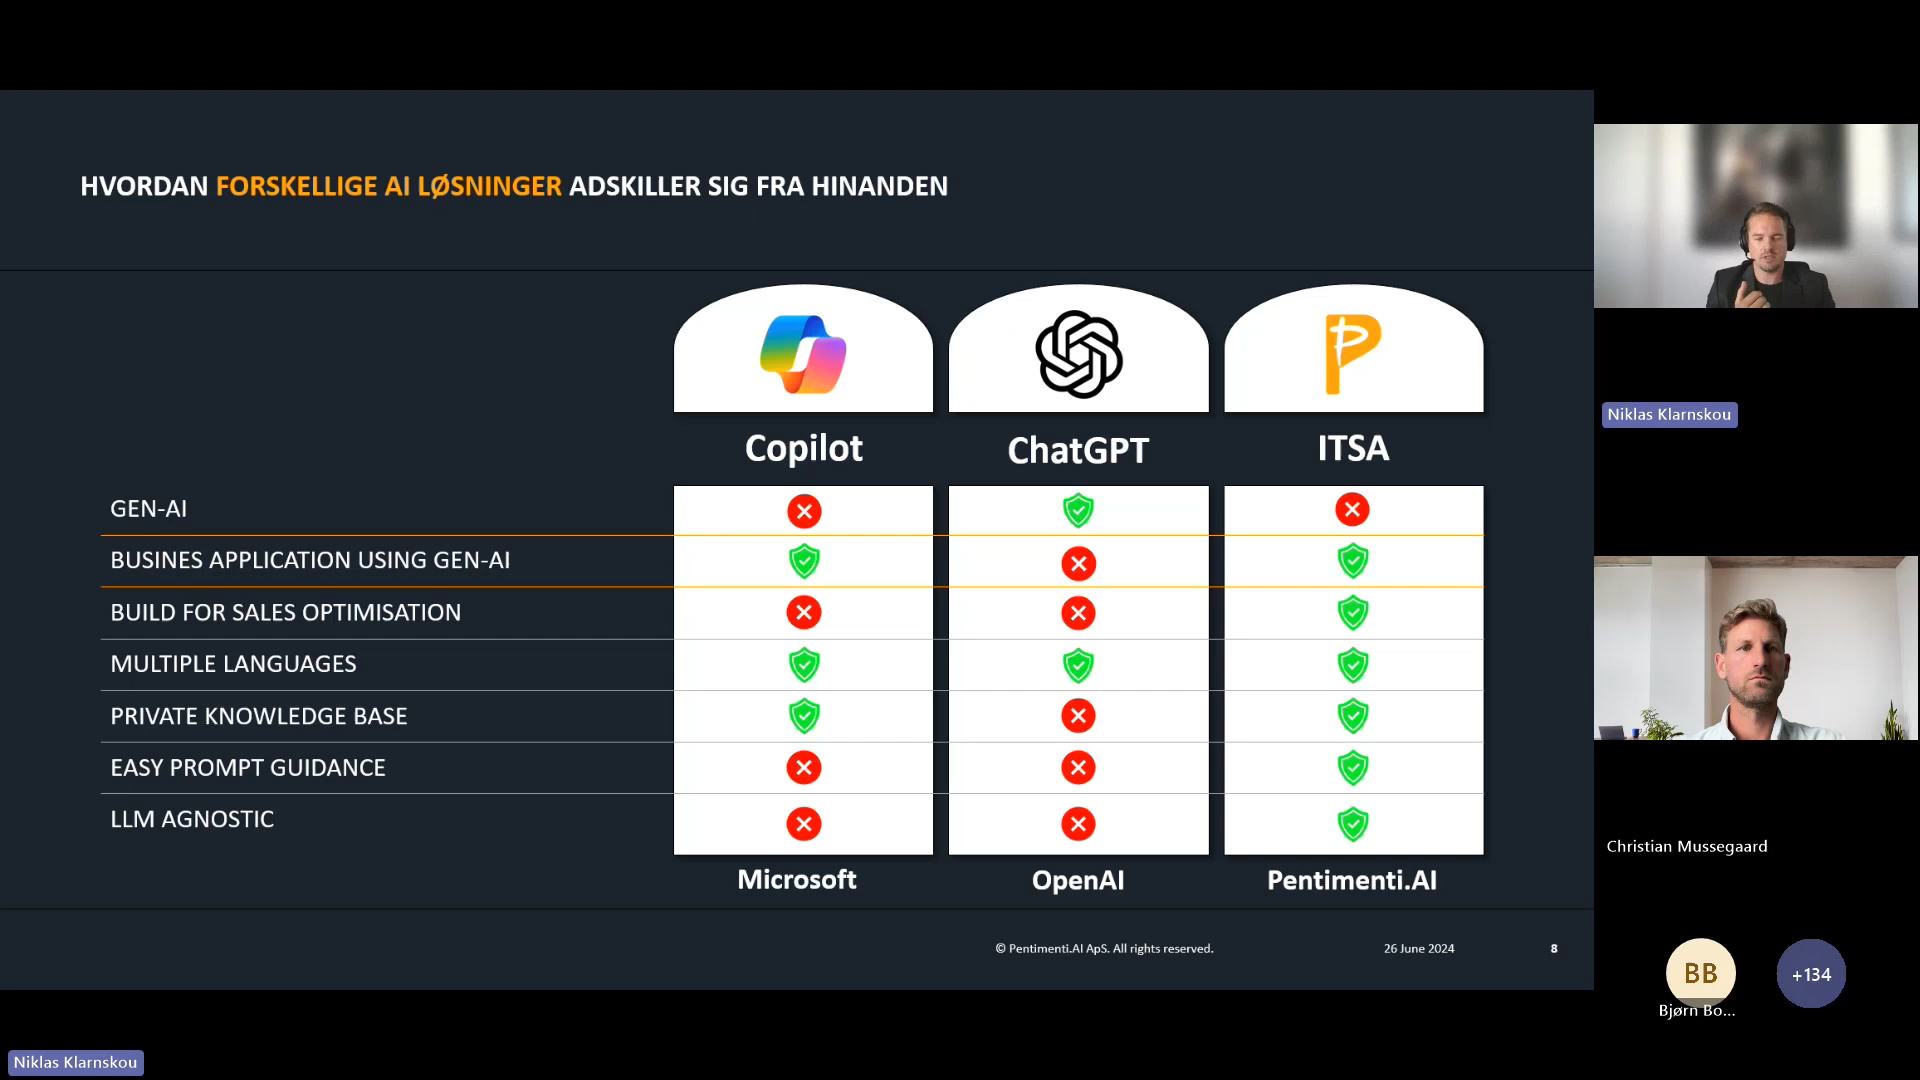 HVORDAN FORSKELLIGE AI LØSNINGER ADSKILLER SIG FRA HINANDEN
Copilot
ChatGPT
ITSA
GEN-AI
BUSINES APPLICATION USING GEN-AI
BUILD FOR SALES OPTIMISATION
MULTIPLE LANGUAGES
PRIVATE KNOWLEDGE BASE
EASY PROMPT GUIDANCE
LLM AGNOSTIC
Microsoft
OpenAI
Pentimenti.AI
© Pentimenti.AI ApS. All rights reserved.
26 June 2024
8
Niklas Klarnskou
Christian Mussegaard
BB
+134
Bjørn Bo...
Niklas Klarnskou